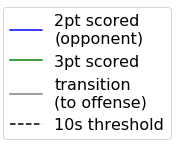 2pt scored
(opponent)
3pt scored
transition
(to offense)
10s threshold